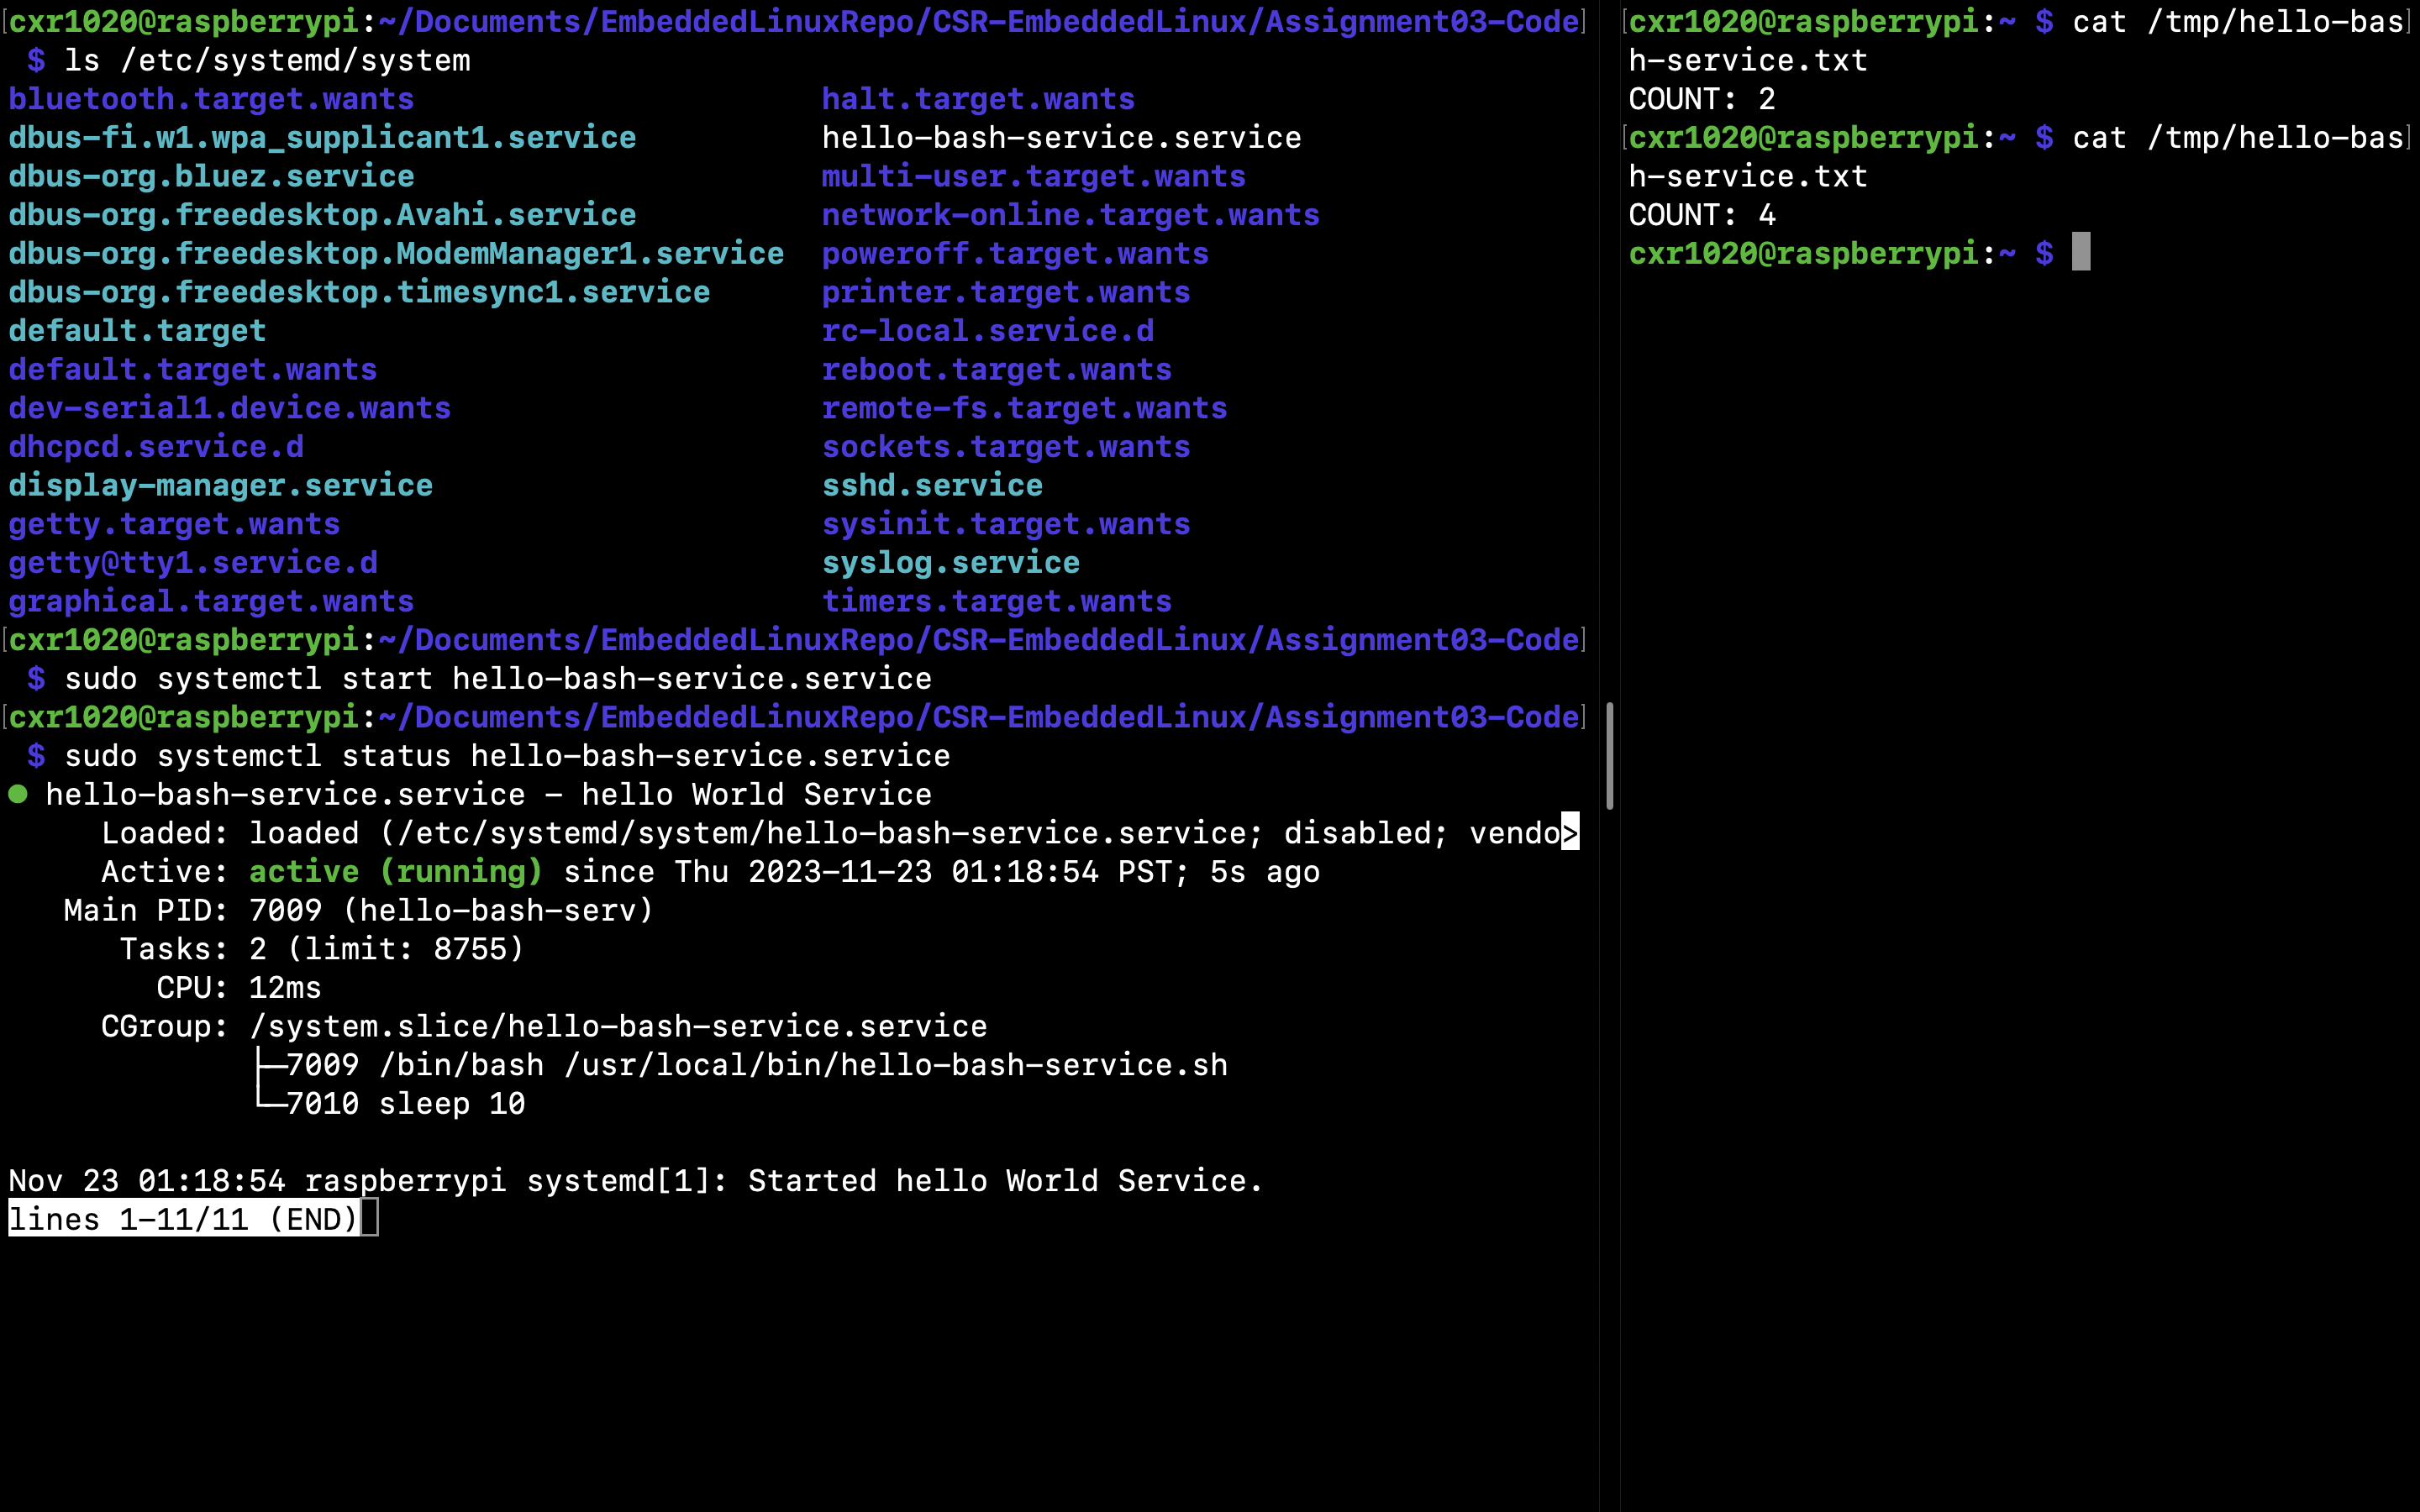 [cxr1020@raspberrypi:~/Documents/EmbeddedLinuxRepo/CSR-EmbeddedLinux/Assignment03-Code]
$ ls /etc/systemd/system
bluetooth.target.wants halt.target.wants
dbus-fi.w1.wpa_supplicant1.service hello-bash-service.service
dbus-org.bluez.service multi-user.target.wants
dbus-org.freedesktop.Avahi.service network-online.target.wants
dbus-org.freedesktop.ModemManager1.service poweroff.target.wants
dbus-org.freedesktop.timesync1.service printer.target.wants
default.target rc-local.service.d
default.target.wants reboot.target.wants
dev-serial1.device.wants remote-fs.target.wants
dhcpcd.service.d sockets.target.wants
display-manager.service sshd.service
getty.target.wants sysinit.target.wants
getty@tty1.service.d syslog.service
graphical.target.wants timers.target.wants
[cxr1020@raspberrypi:~/Documents/EmbeddedLinuxRepo/CSR-EmbeddedLinux/Assignment03-Code]
$ sudo systemctl start hello-bash-service.service
[cxr1020@raspberrypi:~/Documents/EmbeddedLinuxRepo/CSR-EmbeddedLinux/Assignment03-Code]
$ sudo systemctl status hello-bash-service.service
● hello-bash-service.service - hello World Service
Loaded: loaded (/etc/systemd/system/hello-bash-service.service; disabled; vendo>
Active: active (running) since Thu 2023-11-23 01:18:54 PST; 5s ago
Main PID: 7009 (hello-bash-serv)
Tasks: 2 (limit: 8755)
CPU: 12ms
CGroup: /system.slice/hello-bash-service.service
├─7009 /bin/bash /usr/local/bin/hello-bash-service.sh
└─7010 sleep 10
Nov 23 01:18:54 raspberrypi systemd[1]: Started hello World Service.
lines 1-11/11 (END)
[cxr1020@raspberrypi:~ $ cat /tmp/hello-bas]
h-service.txt
COUNT: 2
[cxr1020@raspberrypi:~ $ cat /tmp/hello-bas]
h-service.txt
COUNT: 4
cxr1020@raspberrypi:~ $